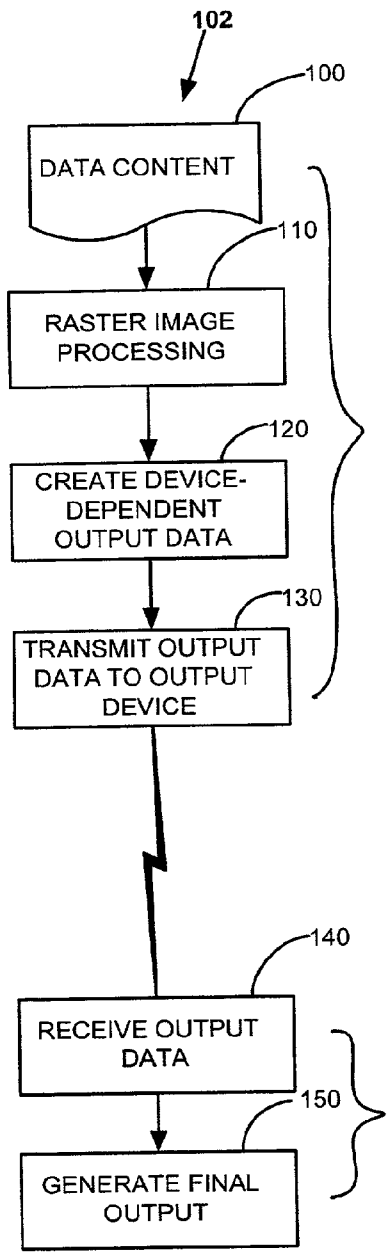 102
100
DATA CONTENT
110
RASTER IMAGE
PROCESSING
120
CREATE DEVICE-
DEPENDENT
OUTPUT DATA
130
TRANSMIT OUTPUT
DATA TO OUTPUT
DEVICE
140
RECEIVE OUTPUT
DATA
150
GENERATE FINAL
OUTPUT